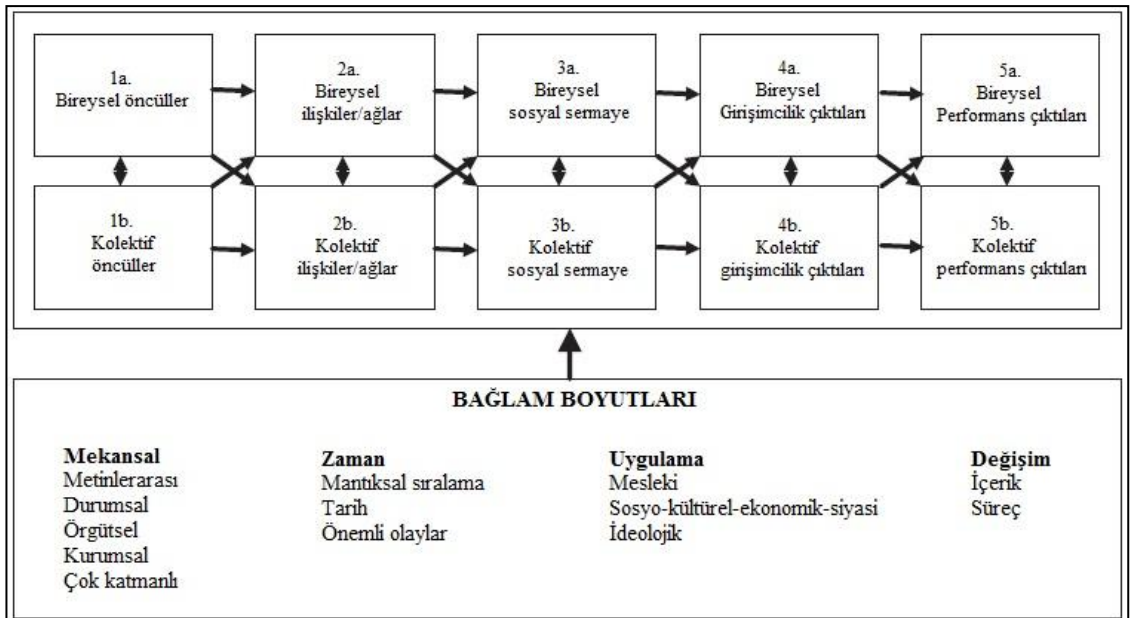 1a.
Bireysel öncüller
2a.
Bireysel
ilişkiler/ağlar
3a.
Bireysel
sosyal sermaye
4a.
Bireysel
Girişimcilik çıktıları
5a.
Bireysel
Performans çıktıları
1b.
Kolektif
öncüller
2b.
Kolektif
ilişkiler/ağlar
3b.
Kolektif
sosyal sermaye
4b.
Kolektif
girişimcilik çıktıları
5b.
Kolektif
performans çıktıları
BAĞLAM BOYUTLARI
Mekansal
Metinlerarası
Durumsal
Örgütsel
Kurumsal
Çok katmanlı
Zaman
Mantıksal sıralama
Tarih
Önemli olaylar
Uygulama
Mesleki
Sosyo-kültürel-ekonomik-siyasi
İdeolojik
Değişim
İçerik
Süreç